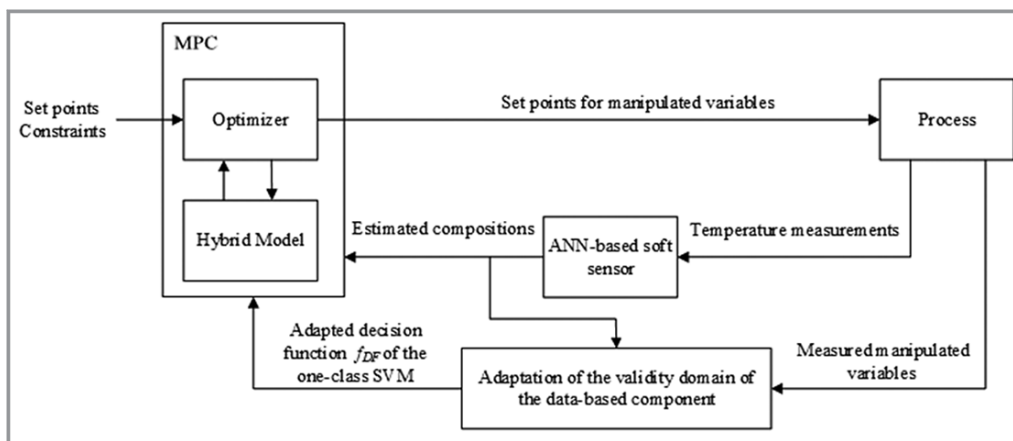 MPC
Set points
Constraints
Optimizer
Set points for manipulated variables
Process
Hybrid Model
Estimated compositions
ANN-based soft
sensor
Temperature measurements
Adapted decision
function fDF of the
one-class SVM
Adaptation of the validity domain of
the data-based component
Measured manipulated
variables